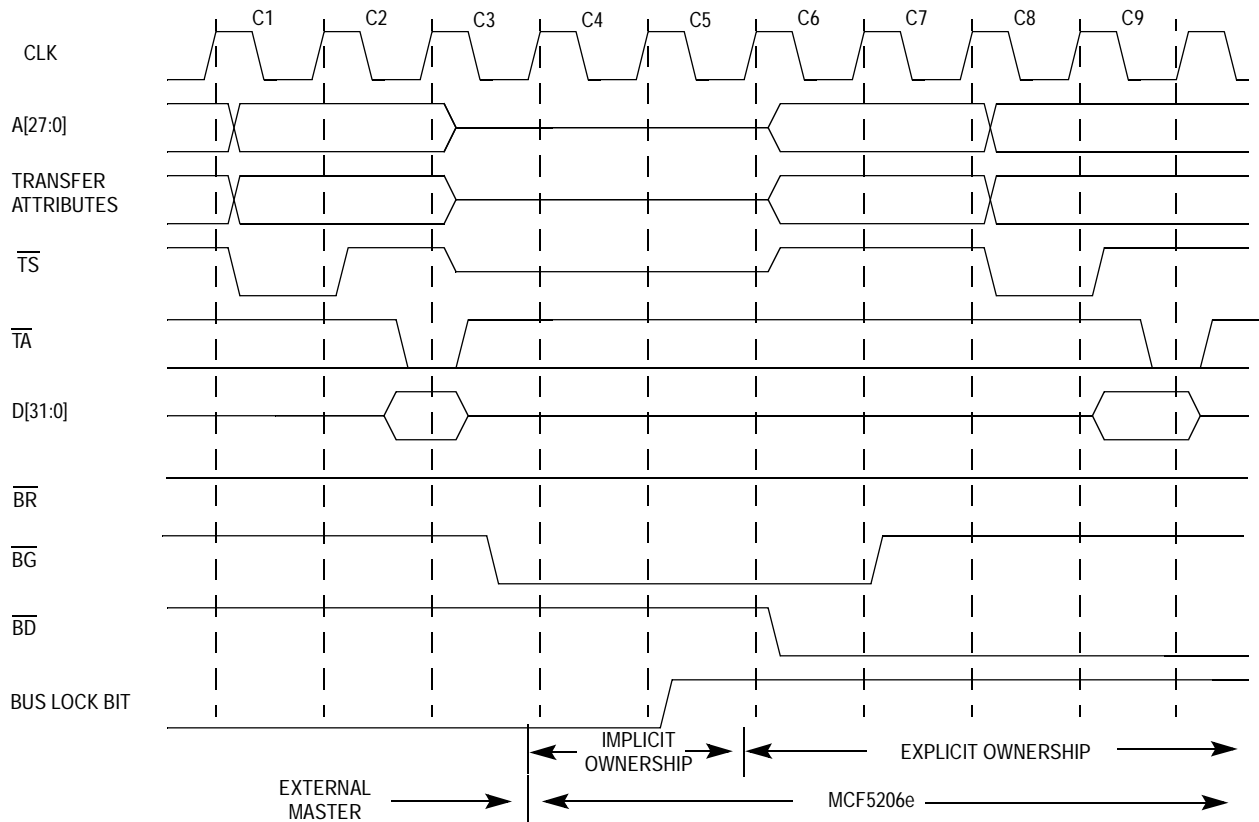 C1 C2 C3 C4 C5 C6 C7 C8 C9
CLK
A[27:0]
TRANSFER
ATTRIBUTES
TS
TA
D[31:0]
BR
BG
BD
BUS LOCK BIT
IMPLICIT
OWNERSHIP
EXPLICIT OWNERSHIP
EXTERNAL
MASTER
MCF5206e